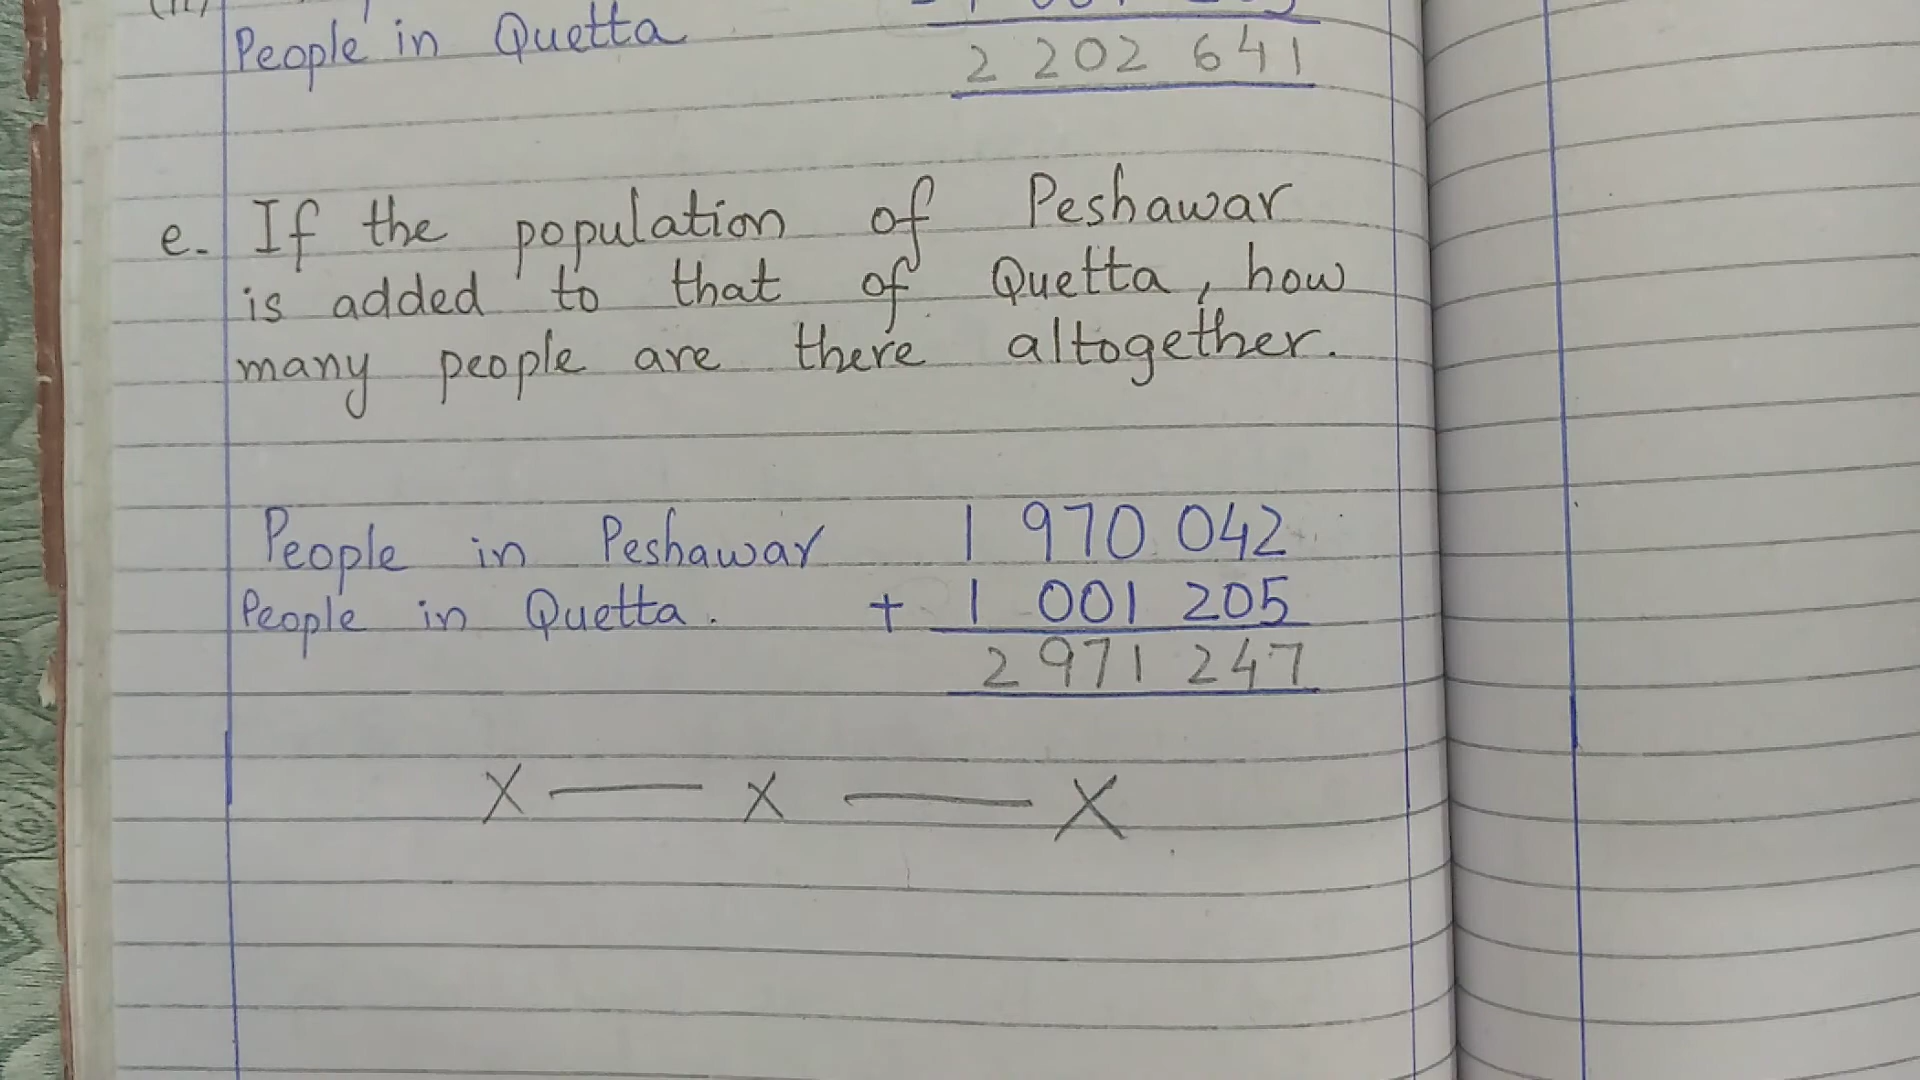 People in Quetta
2 202 641
e. If the population of Peshawar
is added to that of Quetta, how
many people are there altogether.
People in Peshawar 1 970 042
People in Quetta. + 1 001 205
2 971 247
X — X — X